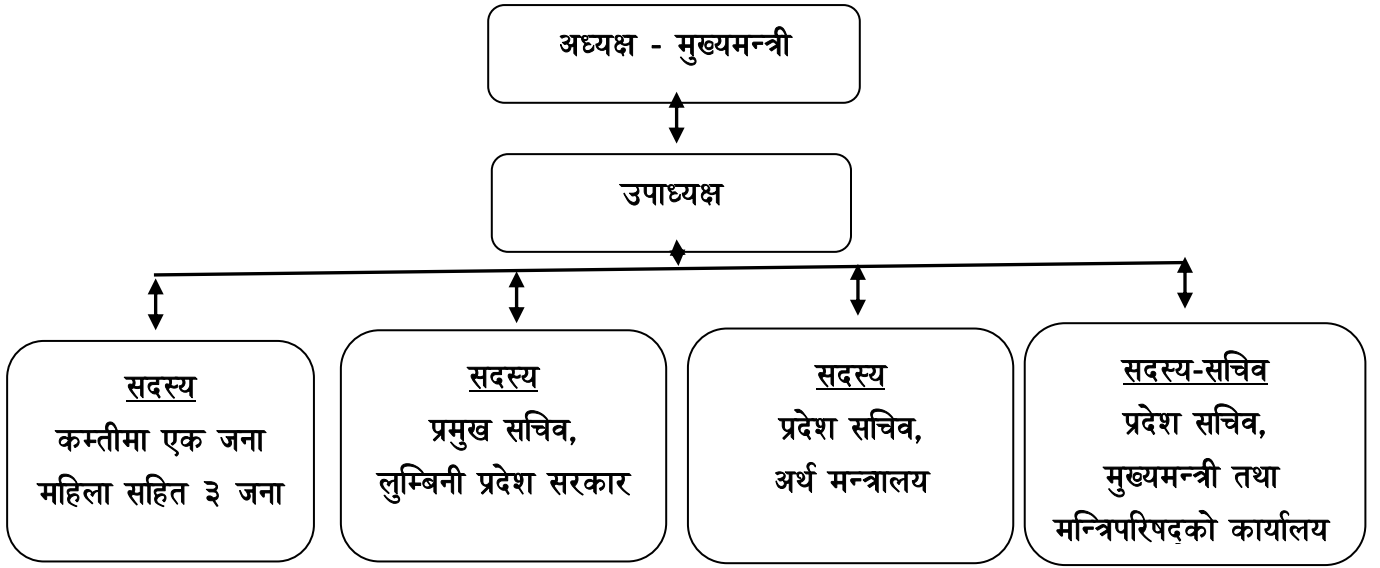 अध्यक्ष - मुख्यमन्त्री
उपाध्यक्ष
सदस्य
कम्तीमा एक जना
महिला सहित ३ जना
सदस्य
प्रमुख सचिव,
लुम्बिनी प्रदेश सरकार
सदस्य
प्रदेश सचिव,
अर्थ मन्त्रालय
सदस्य-सचिव
प्रदेश सचिव,
मुख्यमन्त्री तथा
मन्त्रिपरिषद्को कार्यालय